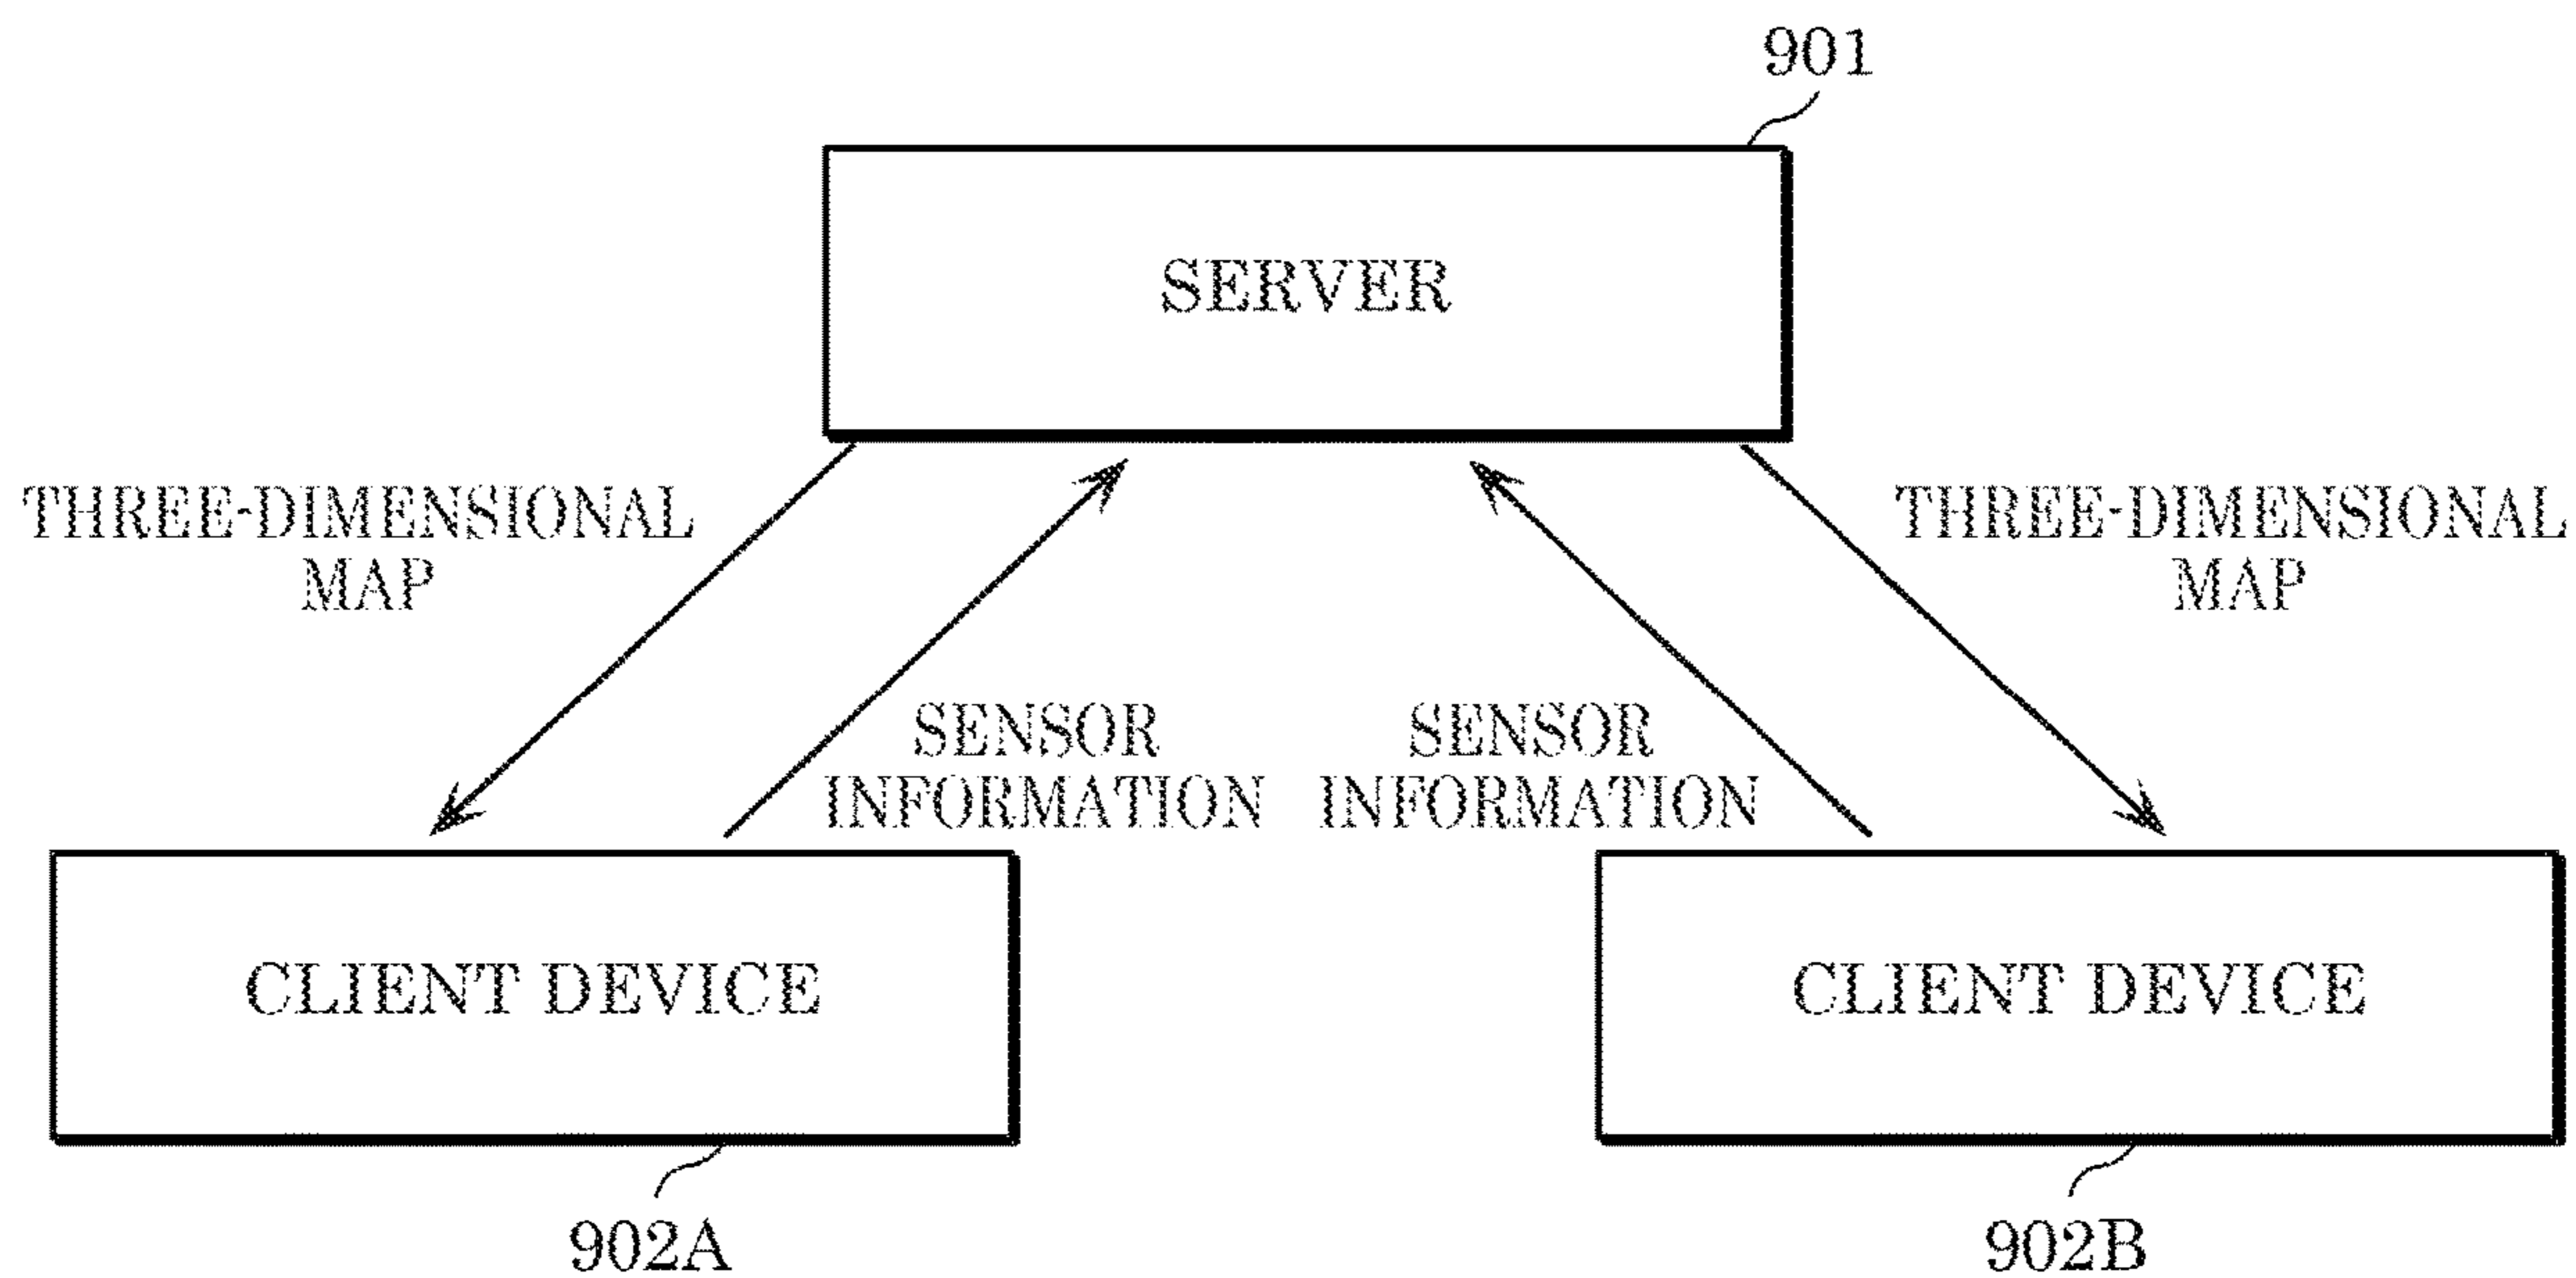 901
SERVER
THREE-DIMENSIONAL
MAP
THREE-DIMENSIONAL
MAP
SENSOR
INFORMATION
SENSOR
INFORMATION
CLIENT DEVICE
CLIENT DEVICE
902A
902B